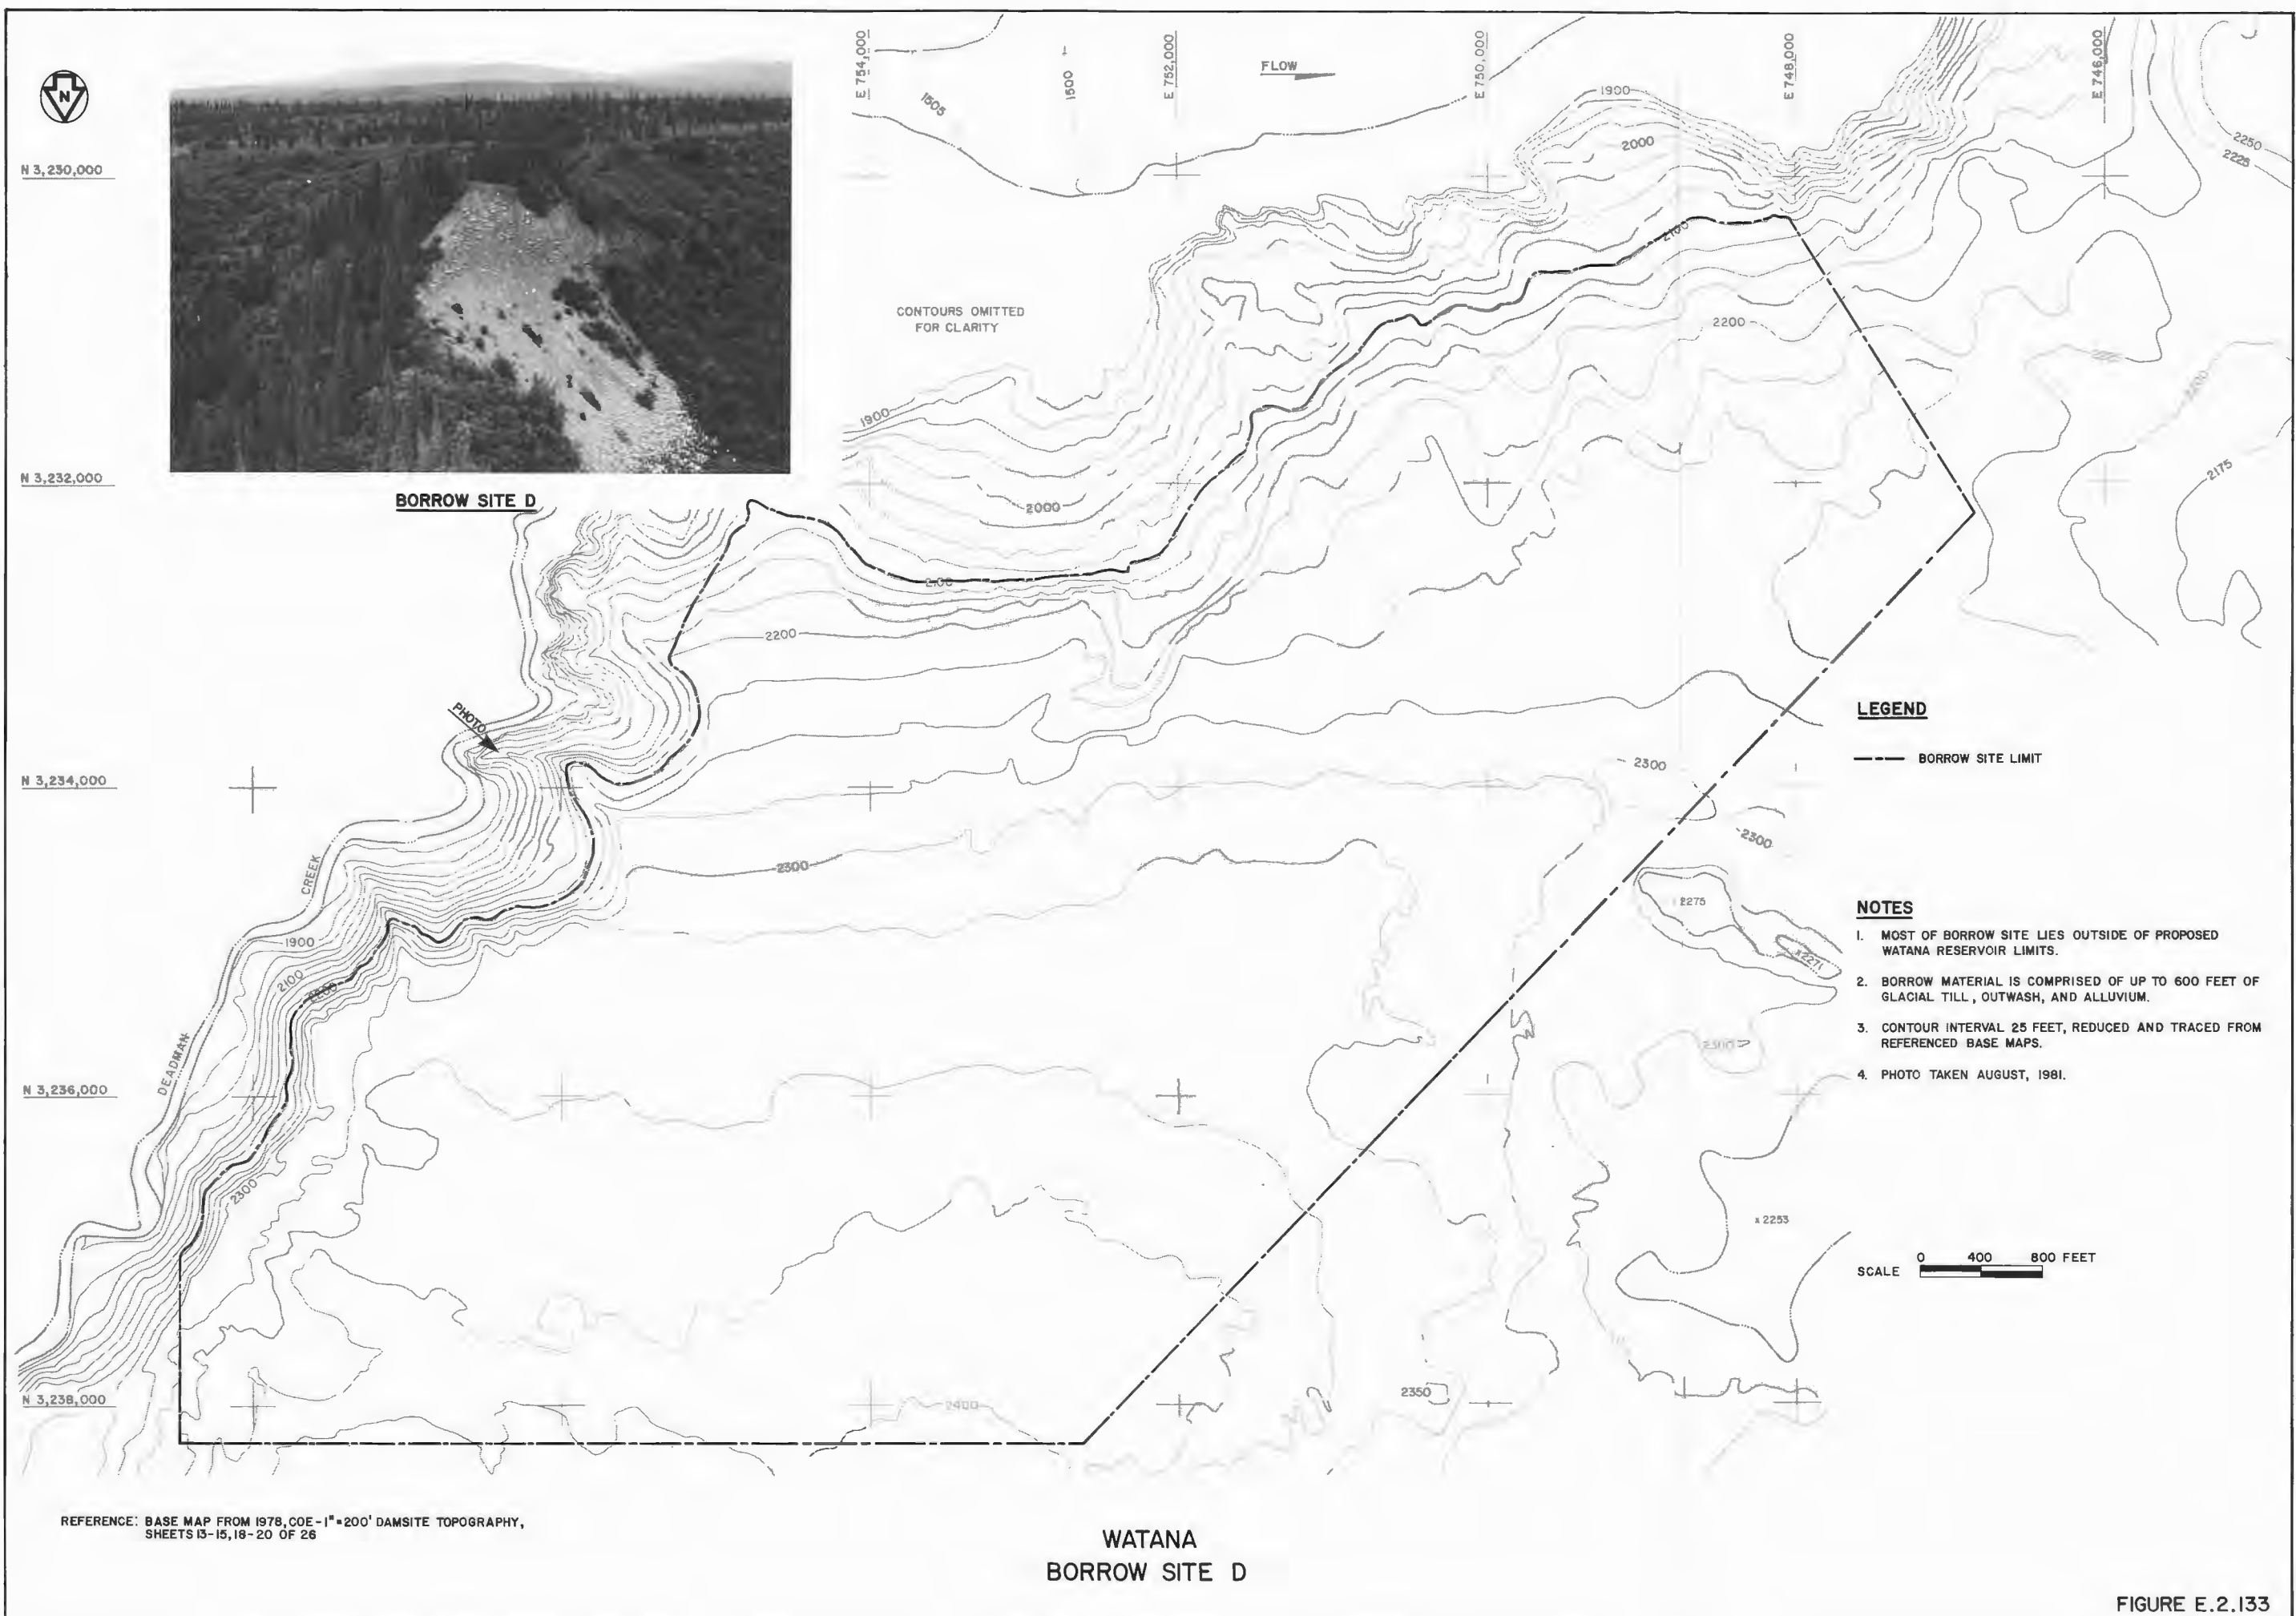 N
E 754,000
1500
E 752,000
FLOW
E 750,000
E 748,000
E 746,000
1505
1900
2000
2250
2225
N 3,230,000
2100
CONTOURS OMITTED
FOR CLARITY
2200
1900
2175
N 3,232,000
BORROW SITE D
2000
2100
2200
PHOTO
LEGEND
BORROW SITE LIMIT
2300
N 3,234,000
2300
2300
CREEK
2275
x 2271
NOTES
1. MOST OF BORROW SITE LIES OUTSIDE OF PROPOSED
WATANA RESERVOIR LIMITS.
2. BORROW MATERIAL IS COMPRISED OF UP TO 600 FEET OF
GLACIAL TILL, OUTWASH, AND ALLUVIUM.
3. CONTOUR INTERVAL 25 FEET, REDUCED AND TRACED FROM
REFERENCED BASE MAPS.
4. PHOTO TAKEN AUGUST, 1981.
1900
2100
2200
2300
DEADMAN
N 3,236,000
2300
x 2253
SCALE
0 400 800 FEET
N 3,238,000
2400
2350
REFERENCE: BASE MAP FROM 1978, COE-1"=200' DAMSITE TOPOGRAPHY,
SHEETS 13-15, 18-20 OF 26
WATANA
BORROW SITE D
FIGURE E.2.133